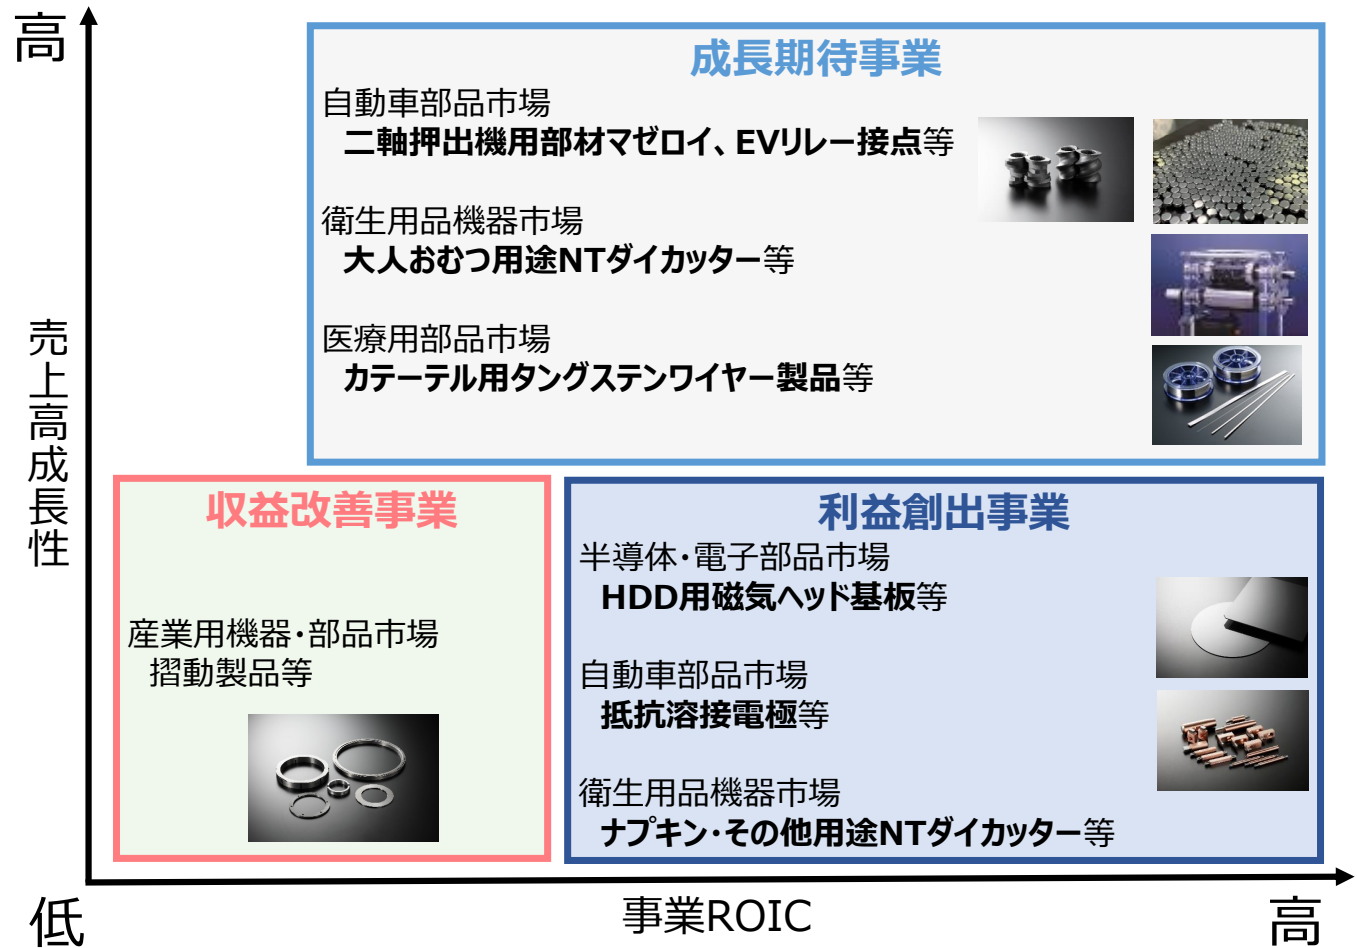 高
成長期待事業
自動車部品市場
二軸押出機用部材マゼロイ、EVリレー接点等
衛生用品機器市場
大人おむつ用途NTダイカッター等
医療用部品市場
カテーテル用タングステンワイヤー製品等
売上高成長性
収益改善事業
産業用機器・部品市場
摺動製品等
利益創出事業
半導体・電子部品市場
HDD用磁気ヘッド基板等
自動車部品市場
抵抗溶接電極等
衛生用品機器市場
ナプキン・その他用途NTダイカッター等
低
事業ROIC
高